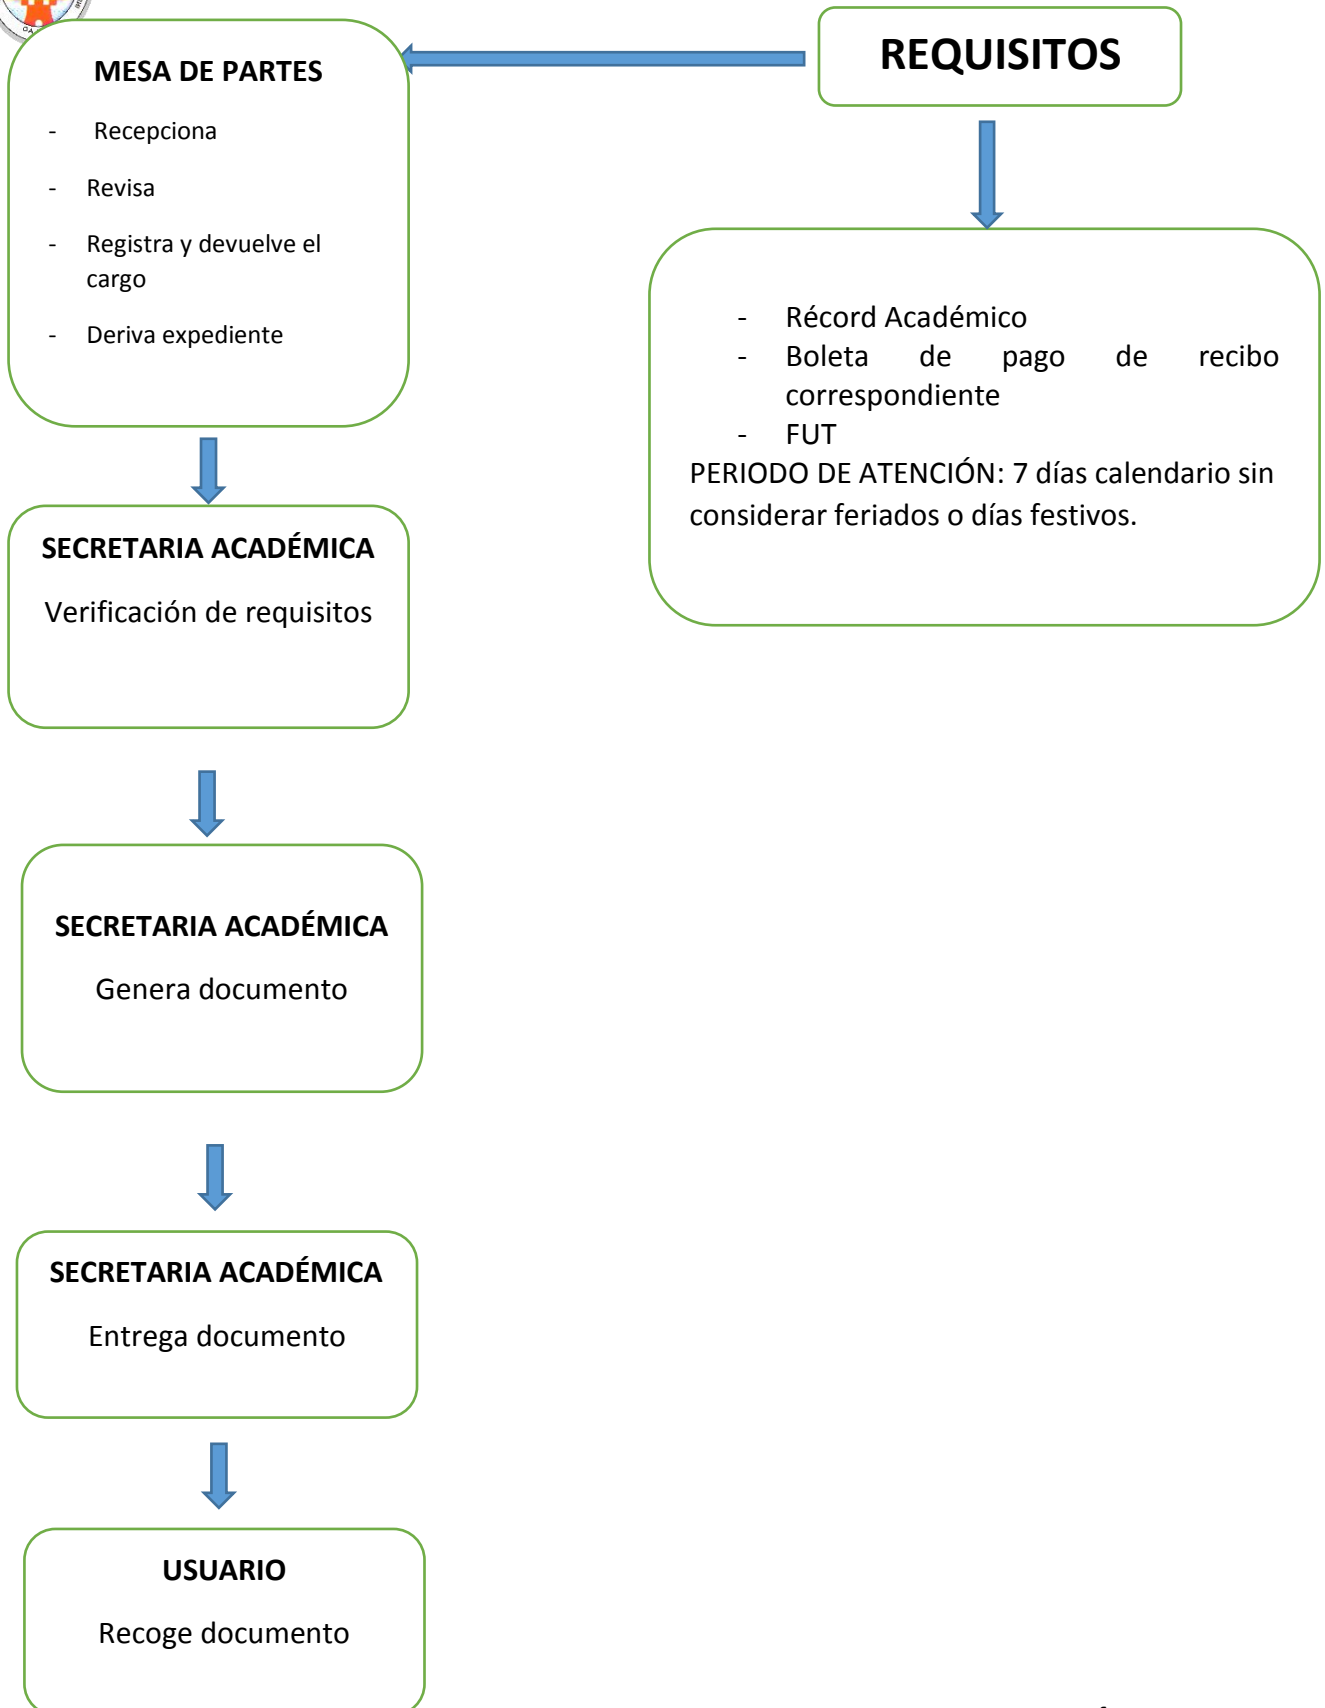 MESA DE PARTES
- Recepciona
- Revisa
- Registra y devuelve el
cargo
- Deriva expediente
REQUISITOS
- Récord Académico
- Boleta de pago de recibo
correspondiente
- FUT
PERIODO DE ATENCIÓN: 7 días calendario sin
considerar feriados o días festivos.
SECRETARIA ACADÉMICA
Verificación de requisitos
SECRETARIA ACADÉMICA
Genera documento
SECRETARIA ACADÉMICA
Entrega documento
USUARIO
Recoge documento